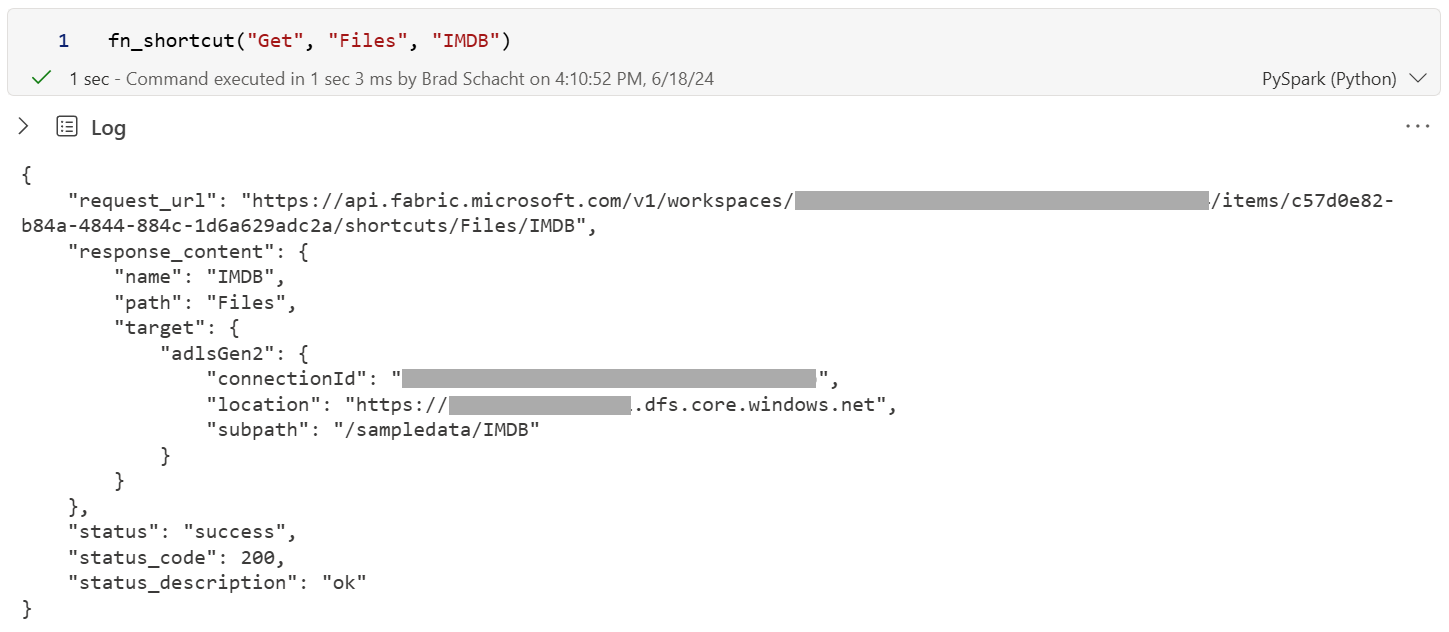 1 fn_shortcut("Get", "Files", "IMDB")
1 sec - Command executed in 1 sec 3 ms by Brad Schacht on 4:10:52 PM, 6/18/24 PySpark (Python)
Log
{
    "request_url": "https://api.fabric.microsoft.com/v1/workspaces/ /items/c57d0e82-
b84a-4844-884c-1d6a629adc2a/shortcuts/Files/IMDB",
    "response_content": {
        "name": "IMDB",
        "path": "Files",
        "target": {
            "adlsGen2": {
                "connectionId": " ",
                "location": "https:// .dfs.core.windows.net",
                "subpath": "/sampledata/IMDB"
            }
        }
    },
    "status": "success",
    "status_code": 200,
    "status_description": "ok"
}